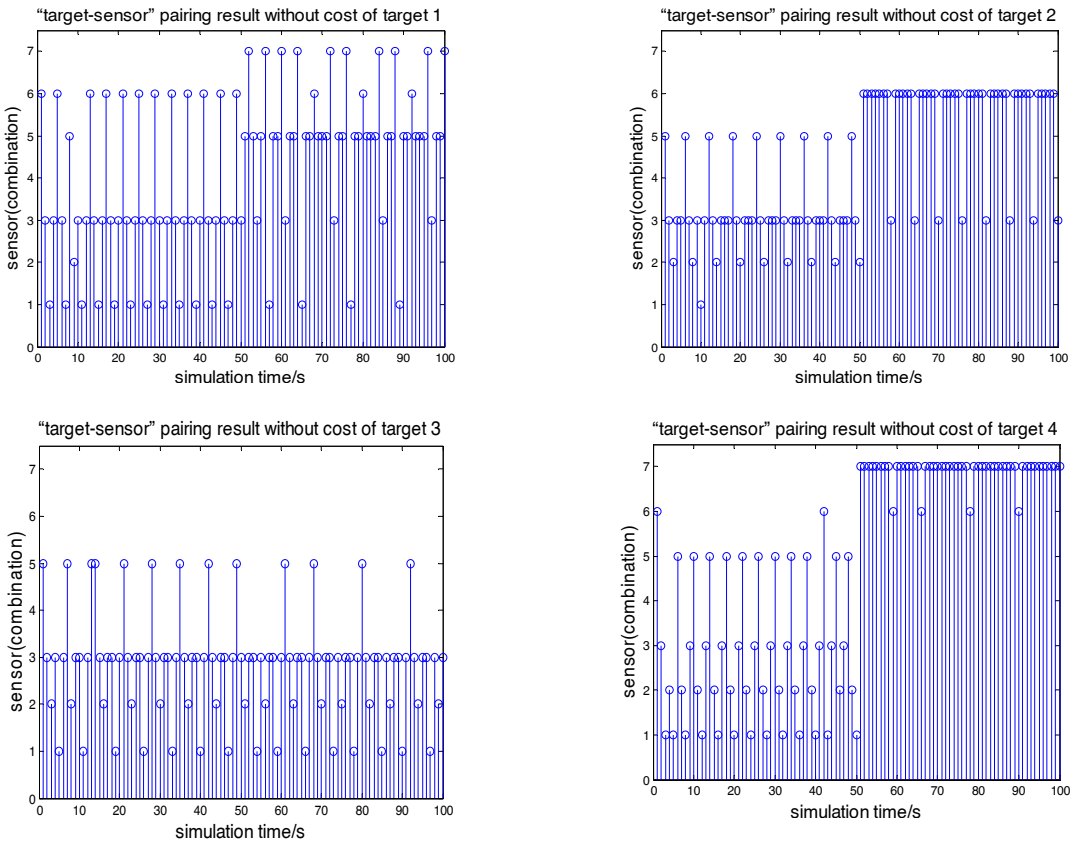 “target-sensor” pairing result without cost of target 1
7
6
5
4
3
2
1
0
sensor(combination)
0 10 20 30 40 50 60 70 80 90 100
simulation time/s
“target-sensor” pairing result without cost of target 2
7
6
5
4
3
2
1
0
sensor(combination)
0 10 20 30 40 50 60 70 80 90 100
simulation time/s
“target-sensor” pairing result without cost of target 3
7
6
5
4
3
2
1
0
sensor(combination)
0 10 20 30 40 50 60 70 80 90 100
simulation time/s
“target-sensor” pairing result without cost of target 4
7
6
5
4
3
2
1
0
sensor(combination)
0 10 20 30 40 50 60 70 80 90 100
simulation time/s